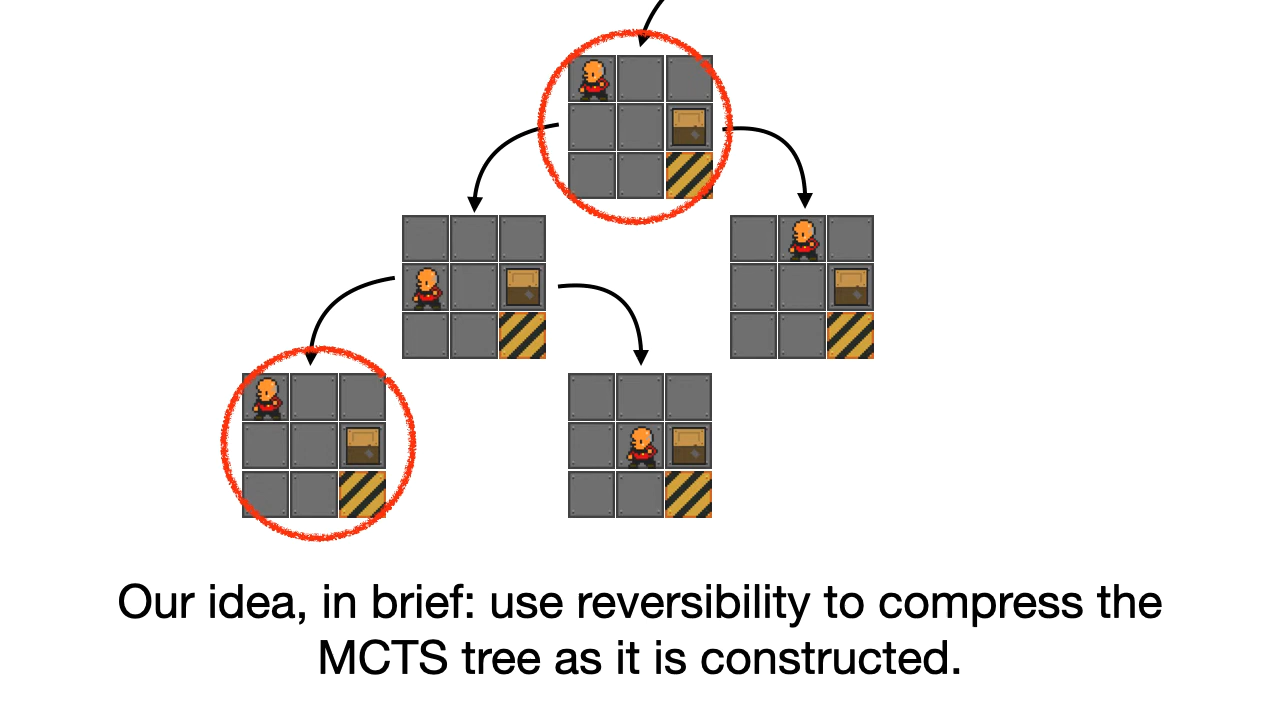 Our idea, in brief: use reversibility to compress the
MCTS tree as it is constructed.